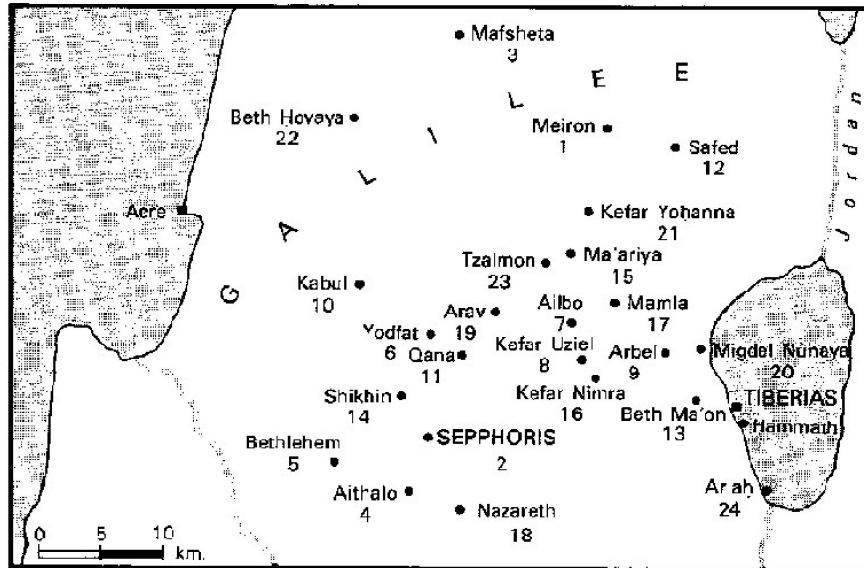 Mafsheta
3
GALILEE
Beth Hovaya
22
Meiron
1
Safed
12
Jordan
Acre
Kefar Yoḥanna
21
Tzalmon
23
Ma'ariya
15
Kabul
10
Arav
19
Ailbo
7
Mamla
17
Yodfat
6
Qana
11
Kefar Uziel
8
Arbel
9
Migdel Nunaya
20
Shikhin
14
Kefar Nimra
16
Beth Ma'on
13
TIBERIAS
Hammath
Bethlehem
5
SEPPHORIS
2
Aithalo
4
Nazareth
18
24
0 5 10
km.